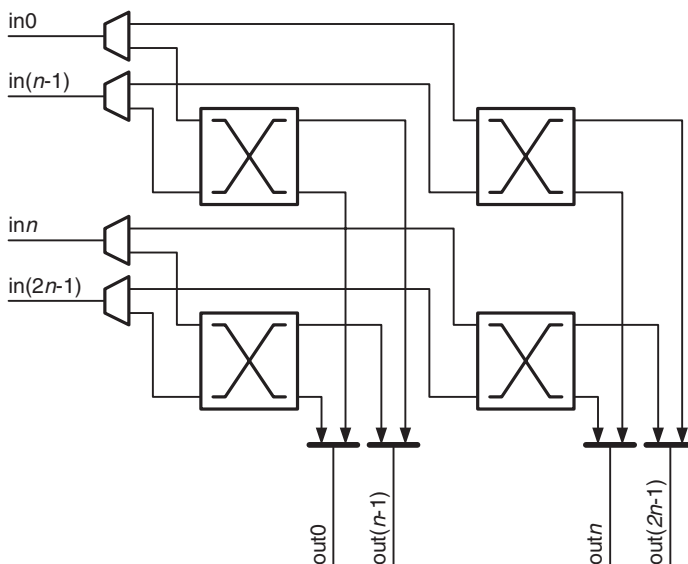 in0
in(n-1)
inn
in(2n-1)
out0
out(n-1)
outn
out(2n-1)